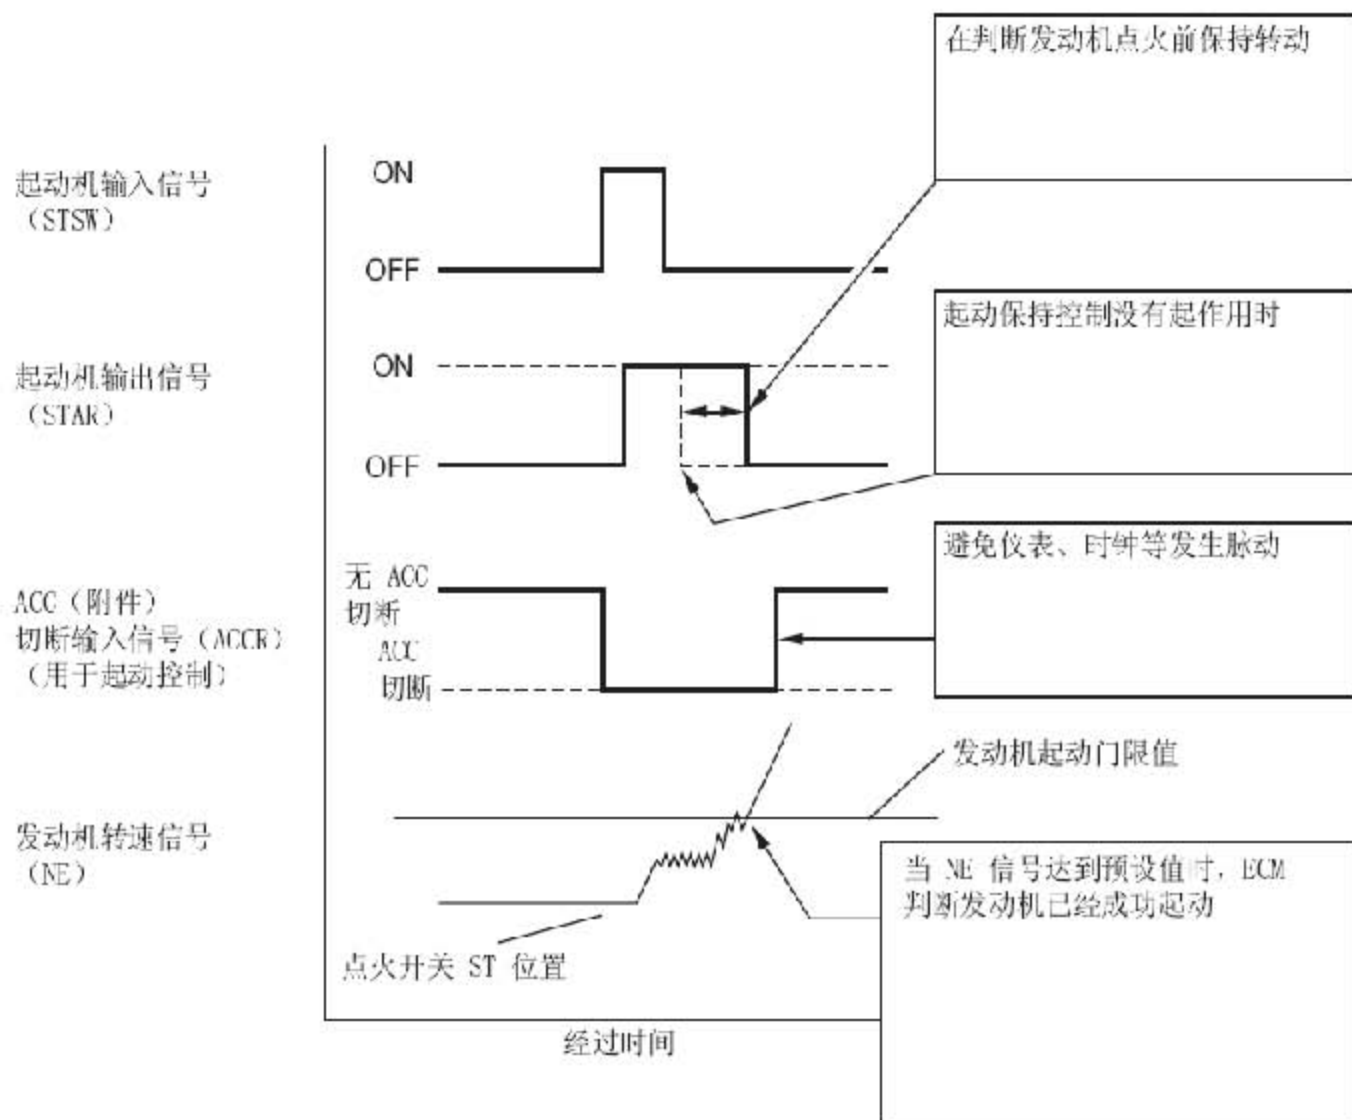 在判断发动机点火前保持转动
起动机输入信号
（STSW）
ON
OFF
起动保持控制没有起作用时
起动机输出信号
（STAR）
ON
OFF
避免仪表、时钟等发生脉动
ACC（附件）
切断输入信号（ACCR）
（用于起动控制）
无 ACC
切断
ACC
切断
发动机起动门限值
发动机转速信号
（NE）
当 NE 信号达到预设值时，ECM
判断发动机已经成功起动
点火开关 ST 位置
经过时间